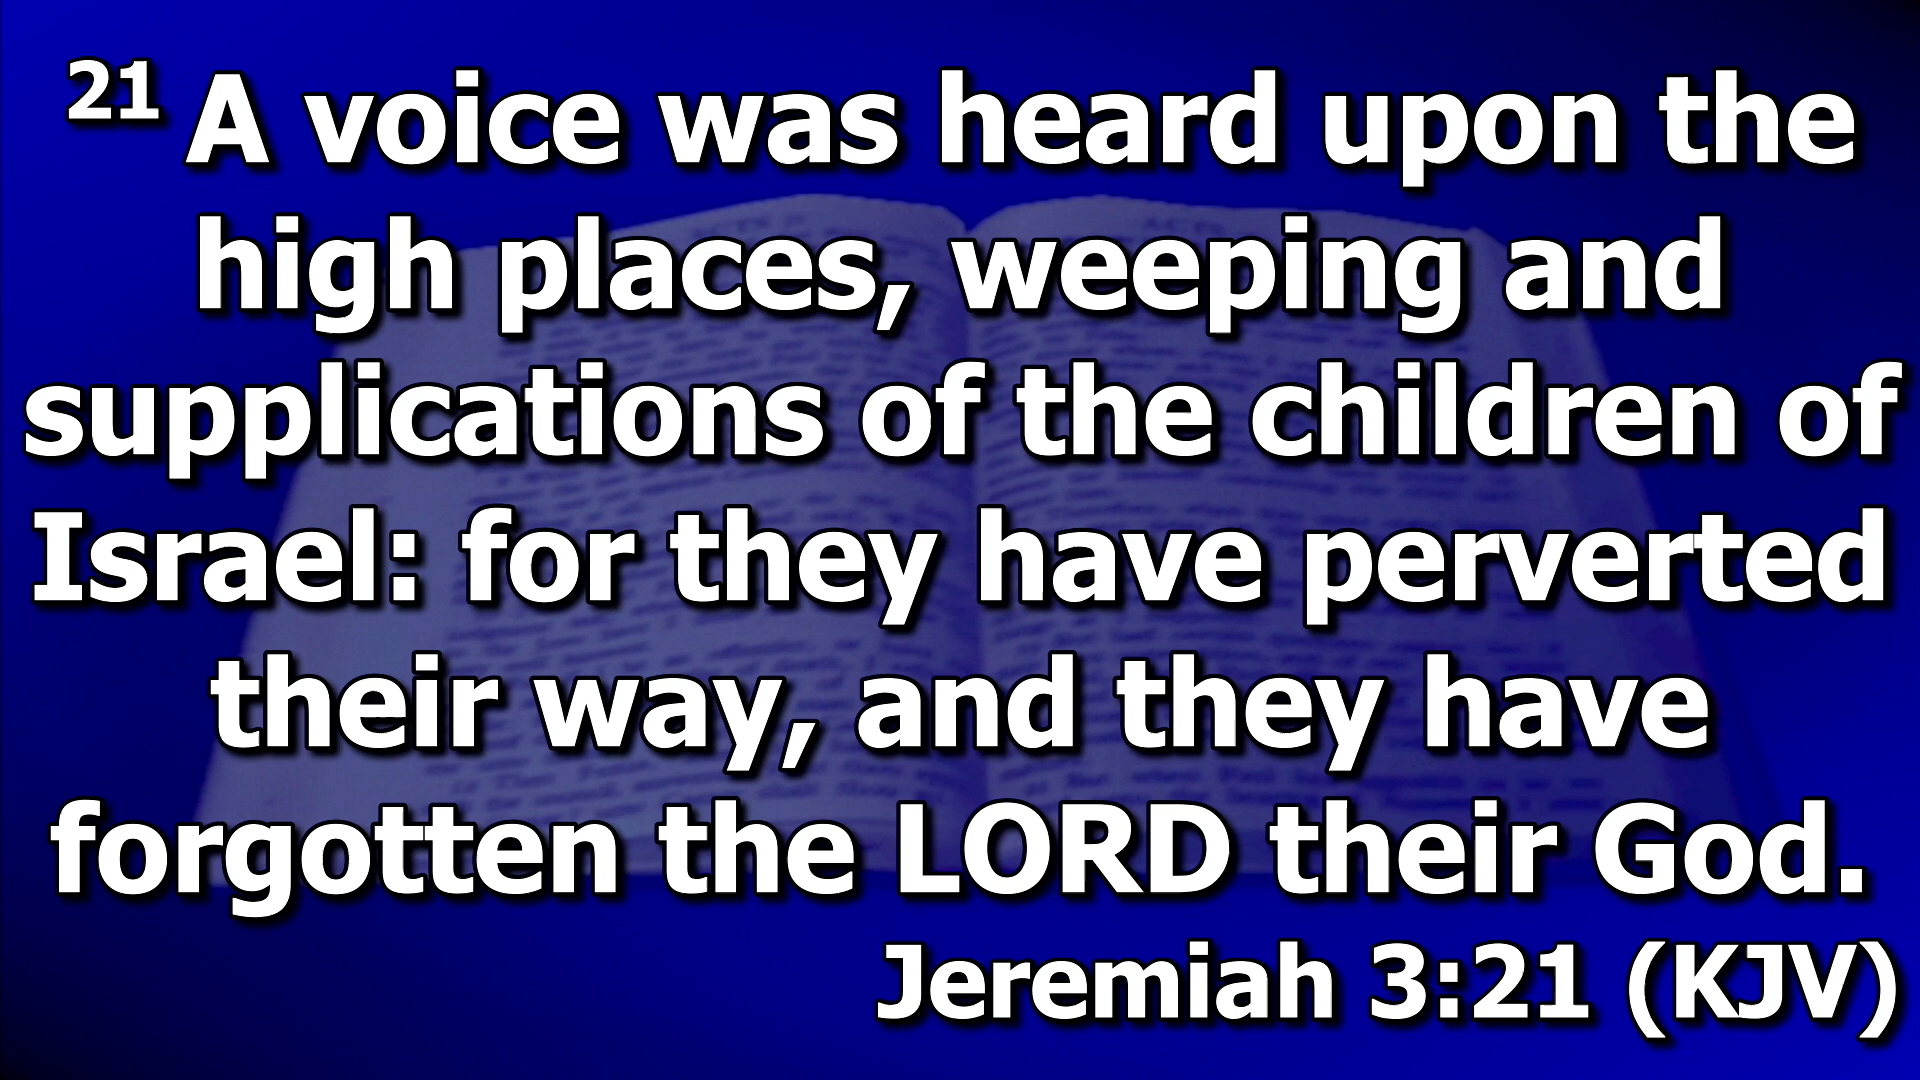 21 A voice was heard upon the
high places, weeping and
supplications of the children of
Israel: for they have perverted
their way, and they have
forgotten the LORD their God.
Jeremiah 3:21 (KJV)